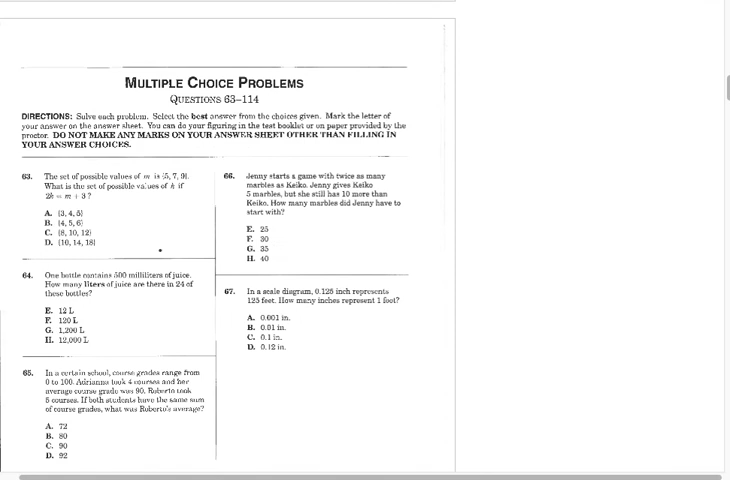 MULTIPLE CHOICE PROBLEMS
QUESTIONS 63–114
DIRECTIONS: Solve each problem. Select the best answer from the choices given. Mark the letter of
your answer on the answer sheet. You can do your figuring in the test booklet or on paper provided by the
proctor. DO NOT MAKE ANY MARKS ON YOUR ANSWER SHEET OTHER THAN FILLING IN
YOUR ANSWER CHOICES.
63. The set of possible values of m is {5, 7, 9}.
What is the set of possible values of k if
2k = m + 3 ?
A. {3, 4, 5}
B. {4, 5, 6}
C. {8, 10, 12}
D. {10, 14, 18}
64. One bottle contains 500 milliliters of juice.
How many liters of juice are there in 24 of
these bottles?
E. 12 L
F. 120 L
G. 1,200 L
H. 12,000 L
65. In a certain school, course grades range from
0 to 100. Adrianna took 4 courses and her
average course grade was 90. Roberto took
5 courses. If both students have the same sum
of course grades, what was Roberto's average?
A. 72
B. 80
C. 90
D. 92
66. Jenny starts a game with twice as many
marbles as Keiko. Jenny gives Keiko
5 marbles, but she still has 10 more than
Keiko. How many marbles did Jenny have to
start with?
E. 25
F. 30
G. 35
H. 40
67. In a scale diagram, 0.125 inch represents
125 feet. How many inches represent 1 foot?
A. 0.001 in.
B. 0.01 in.
C. 0.1 in.
D. 0.12 in.